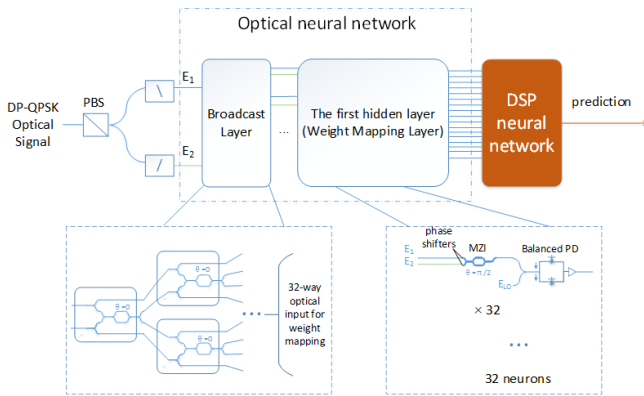 Optical neural network
DP-QPSK
Optical
Signal
PBS
\
/
E1
E2
Broadcast
Layer
...
The first hidden layer
(Weight Mapping Layer)
DSP
neural
network
prediction
θ=0
θ=0
θ=0
...
32-way
optical
input for
weight
mapping
phase
shifters
MZI
Balanced PD
E1
E2
θ=π/2
ELO
× 32
...
32 neurons